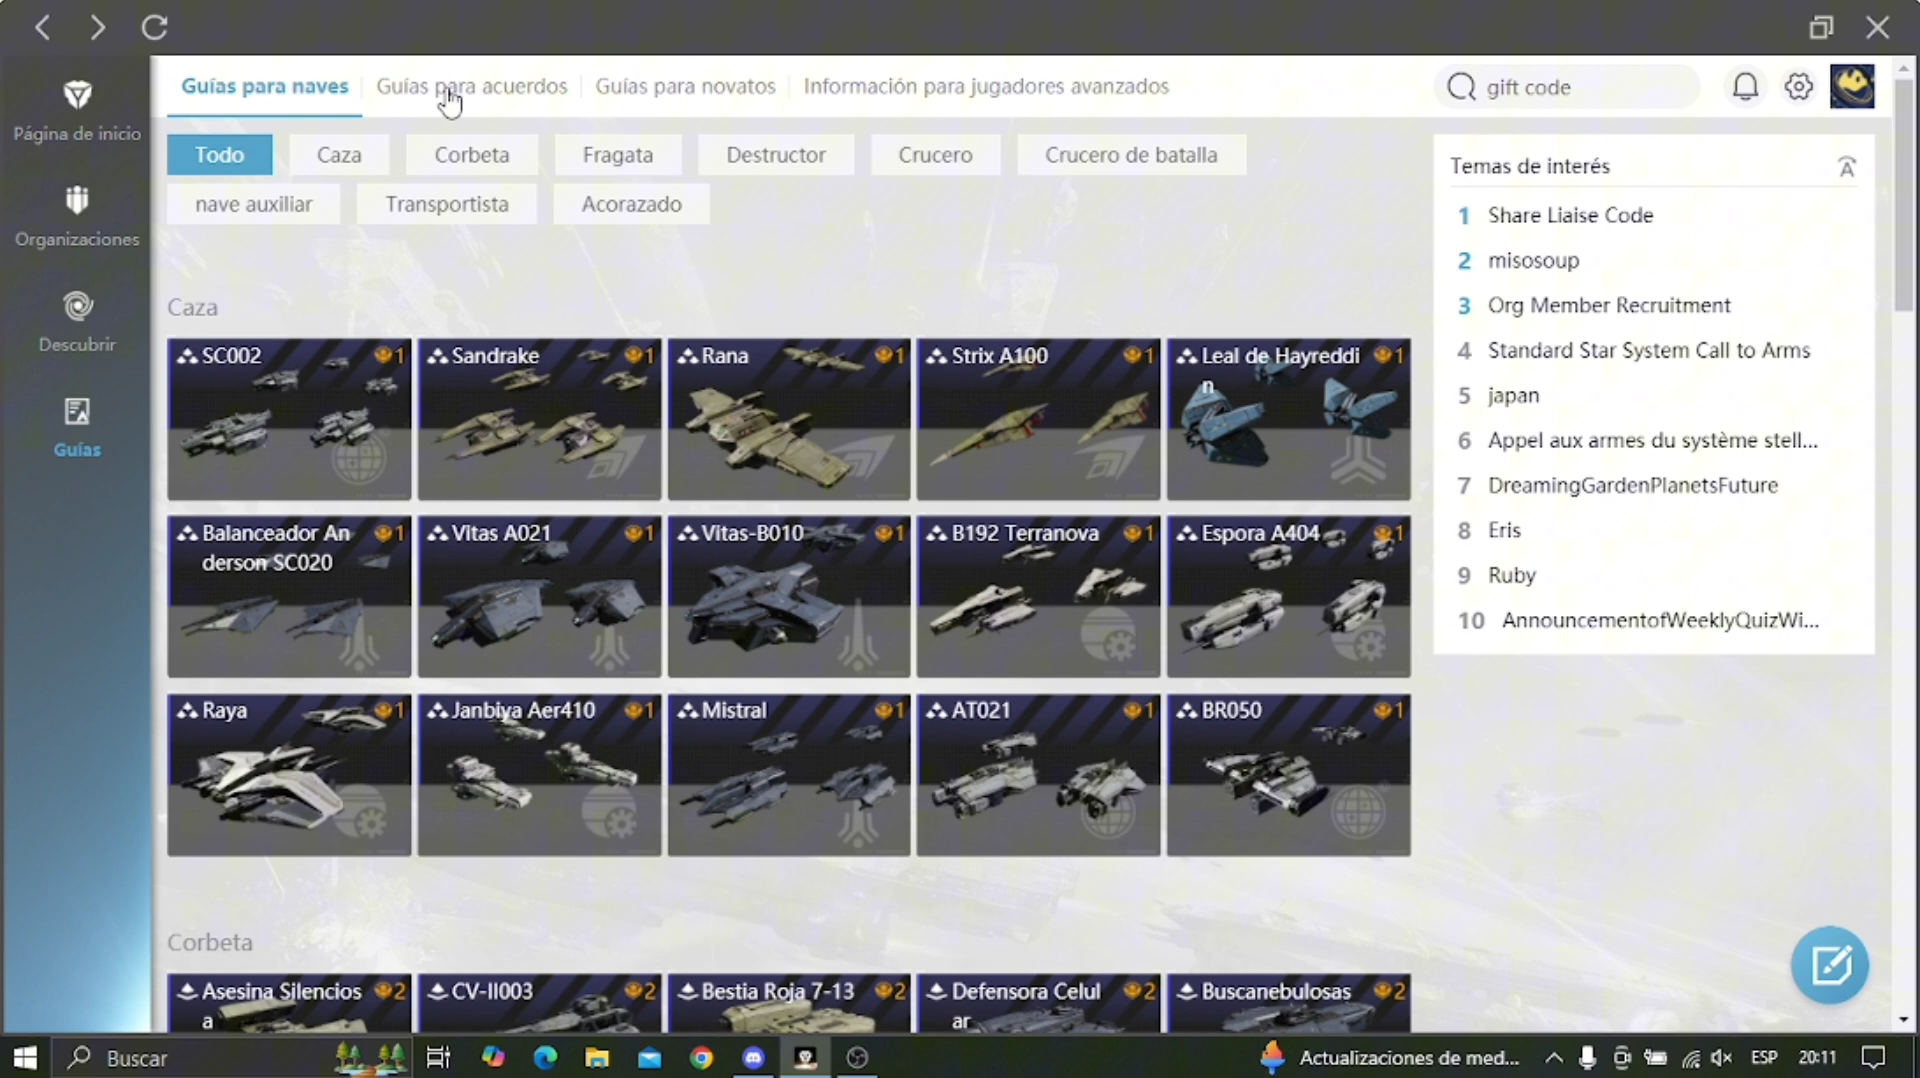 Guías para naves
Guías para acuerdos
Guías para novatos
Información para jugadores avanzados
gift code
Página de inicio
Organizaciones
Descubrir
Guías
Todo
Caza
Corbeta
Fragata
Destructor
Crucero
Crucero de batalla
nave auxiliar
Transportista
Acorazado
Caza
SC002 1
Sandrake 1
Rana 1
Strix A100 1
Leal de Hayreddi 1
n
Balanceador An 1
derson SC020
Vitas A021 1
Vitas-B010 1
B192 Terranova 1
Espora A404 1
Raya 1
Janbiya Aer410 1
Mistral 1
AT021 1
BR050 1
Corbeta
Asesina Silencios 2
a
CV-II003 2
Bestia Roja 7-13 2
Defensora Celul 2
ar
Buscanebulosas 2
Temas de interés
1 Share Liaise Code
2 misosoup
3 Org Member Recruitment
4 Standard Star System Call to Arms
5 japan
6 Appel aux armes du système stell...
7 DreamingGardenPlanetsFuture
8 Eris
9 Ruby
10 AnnouncementofWeeklyQuizWi...
Buscar
Actualizaciones de med...
ESP
20:11